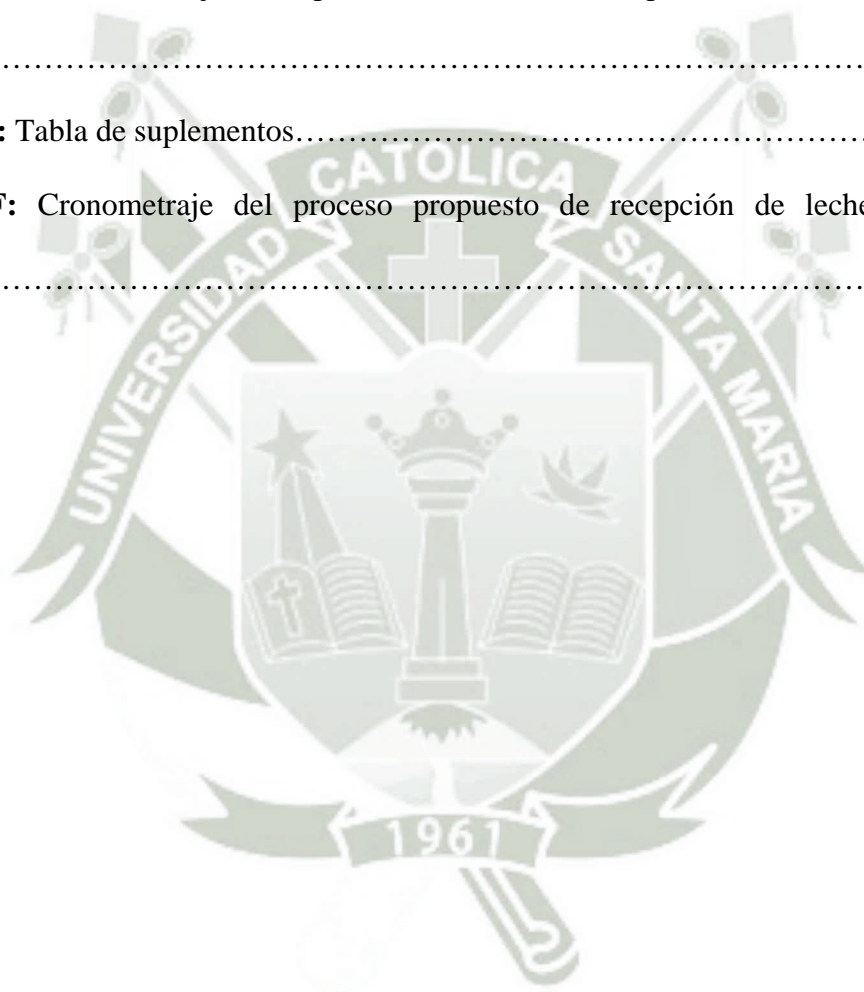 ……………………………………………………………………
: Tabla de suplementos……………………………………………
F: Cronometraje del proceso propuesto de recepción de leche
……………………………………………………………………
UNIVERSIDAD CATOLICA SANTA MARIA
1961